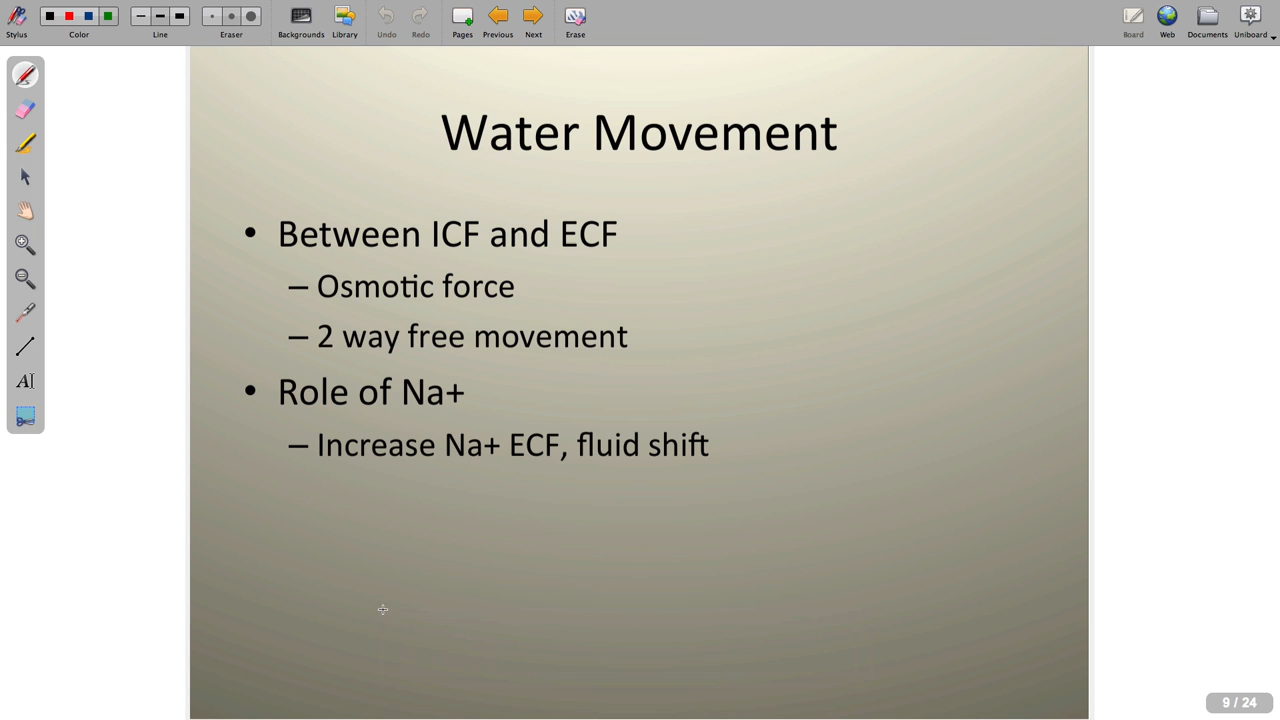 Stylus
Color
Line
Eraser
Backgrounds
Library
Undo
Redo
Pages
Previous
Next
Erase
Board
Web
Documents
Uniboard
Water Movement
• Between ICF and ECF
– Osmotic force
– 2 way free movement
• Role of Na+
– Increase Na+ ECF, fluid shift
AI
9 / 24